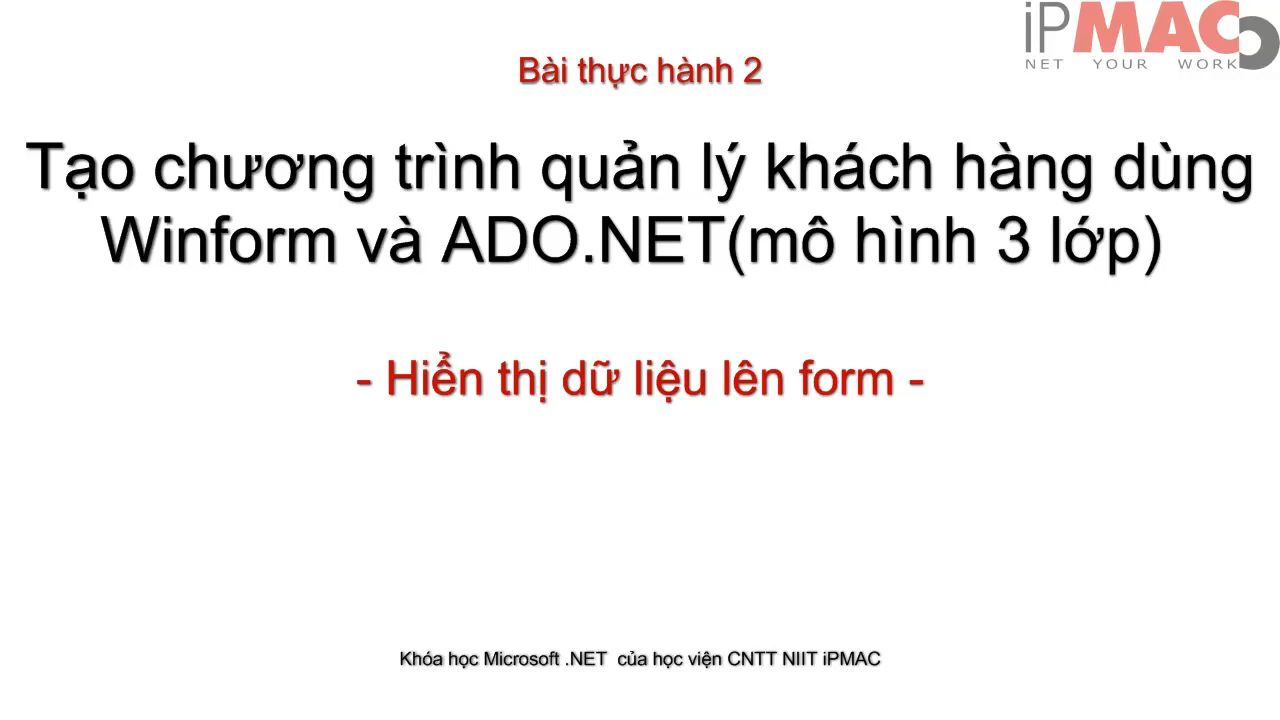 iPMAC
NET YOUR WORK
Bài thực hành 2
Tạo chương trình quản lý khách hàng dùng
Winform và ADO.NET(mô hình 3 lớp)
- Hiển thị dữ liệu lên form -
Khóa học Microsoft .NET của học viện CNTT NIIT iPMAC